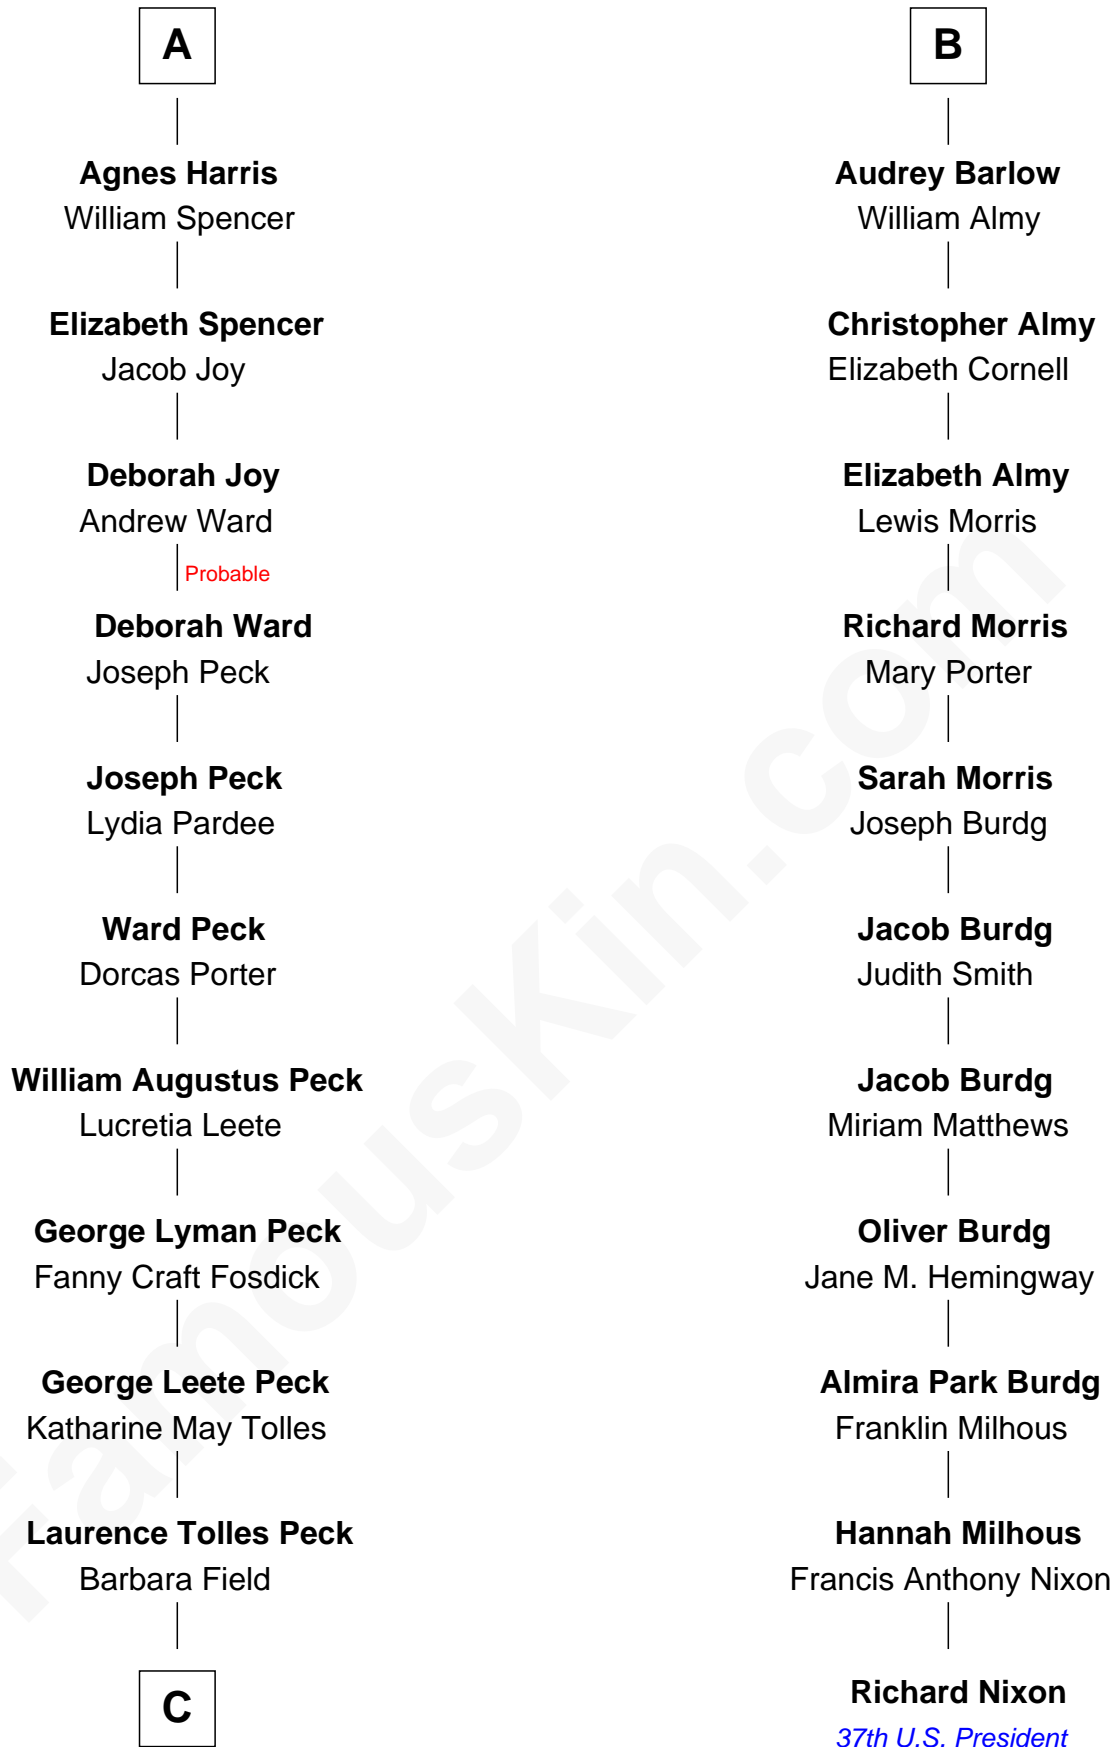 A
Agnes Harris
William Spencer
Elizabeth Spencer
Jacob Joy
Deborah Joy
Andrew Ward
Probable
Deborah Ward
Joseph Peck
Joseph Peck
Lydia Pardee
Ward Peck
Dorcas Porter
William Augustus Peck
Lucretia Leete
George Lyman Peck
Fanny Craft Fosdick
George Leete Peck
Katharine May Tolles
Laurence Tolles Peck
Barbara Field
C
B
Audrey Barlow
William Almy
Christopher Almy
Elizabeth Cornell
Elizabeth Almy
Lewis Morris
Richard Morris
Mary Porter
Sarah Morris
Joseph Burdg
Jacob Burdg
Judith Smith
Jacob Burdg
Miriam Matthews
Oliver Burdg
Jane M. Hemingway
Almira Park Burdg
Franklin Milhous
Hannah Milhous
Francis Anthony Nixon
Richard Nixon
37th U.S. President
FamousKin.com